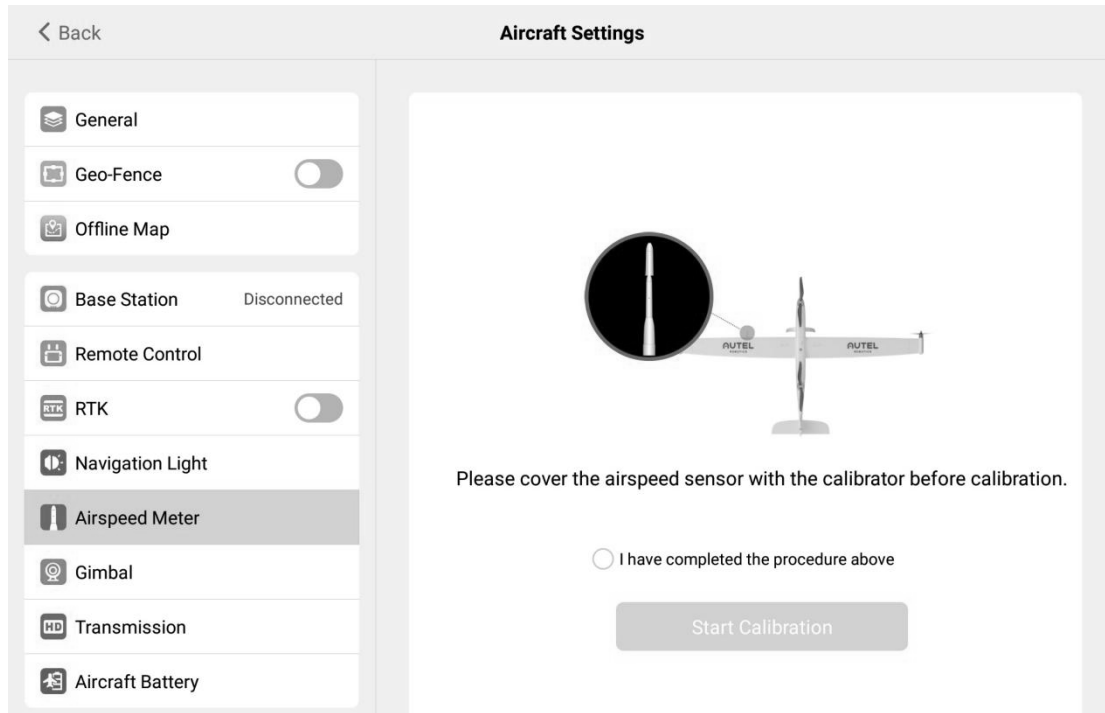 Back
Aircraft Settings
General
Geo-Fence
Offline Map
Base Station Disconnected
Remote Control
RTK
RTK
Navigation Light
Airspeed Meter
Gimbal
HD
Transmission
Aircraft Battery
AUTEL
AUTEL
Please cover the airspeed sensor with the calibrator before calibration.
I have completed the procedure above
Start Calibration